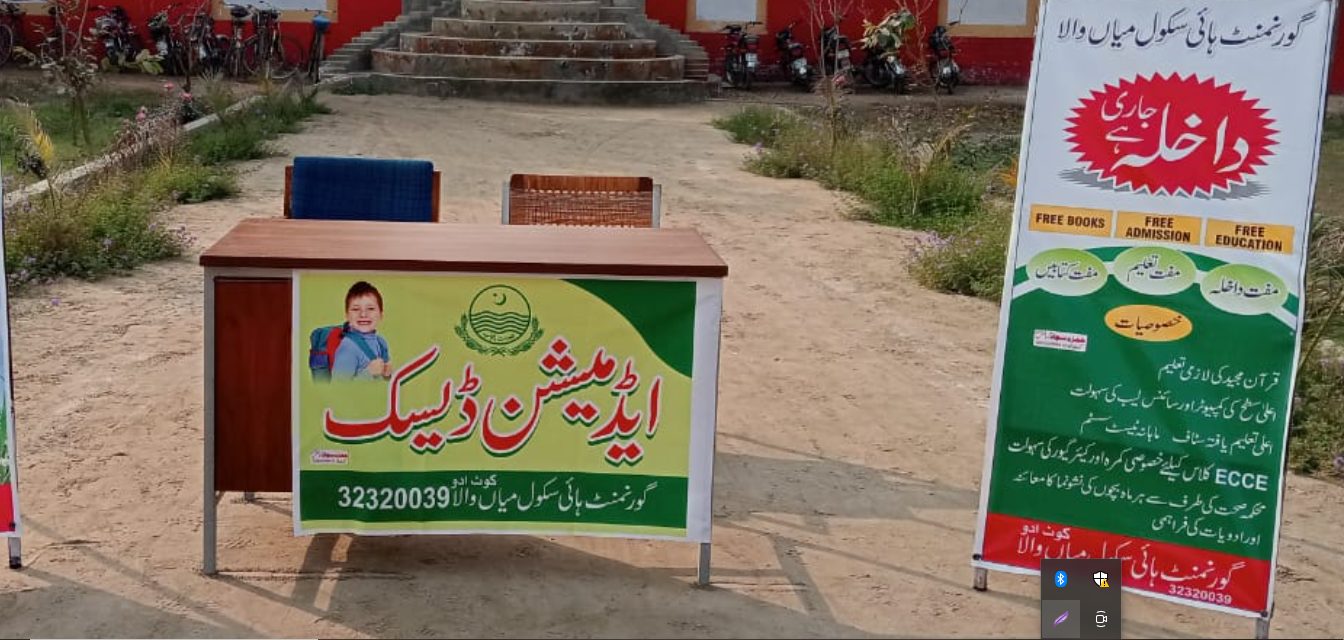 ایڈمیشن ڈیسک
کوٹ ادو
گورنمنٹ ہائی سکول میاں والا 32320039
گورنمنٹ ہائی سکول میاں والا
داخلہ جاری ہے
FREE BOOKS
FREE ADMISSION
FREE EDUCATION
مفت داخلہ
مفت تعلیم
مفت کتابیں
خصوصیات
قرآن مجید کی لازمی تعلیم
اعلیٰ سطح کی کمپیوٹر اور سائنس لیب کی سہولت
اعلیٰ تعلیم یافتہ سٹاف ماہانہ ٹیسٹ سسٹم
ECCE کلاس کیلئے خصوصی کمرہ اور کیئر گیور کی سہولت
محکمہ صحت کی طرف سے ہر ماہ بچوں کی نشوونما کا معائنہ
اور ادویات کی فراہمی
کوٹ ادو
گورنمنٹ ہائی سکول میاں والا
32320039